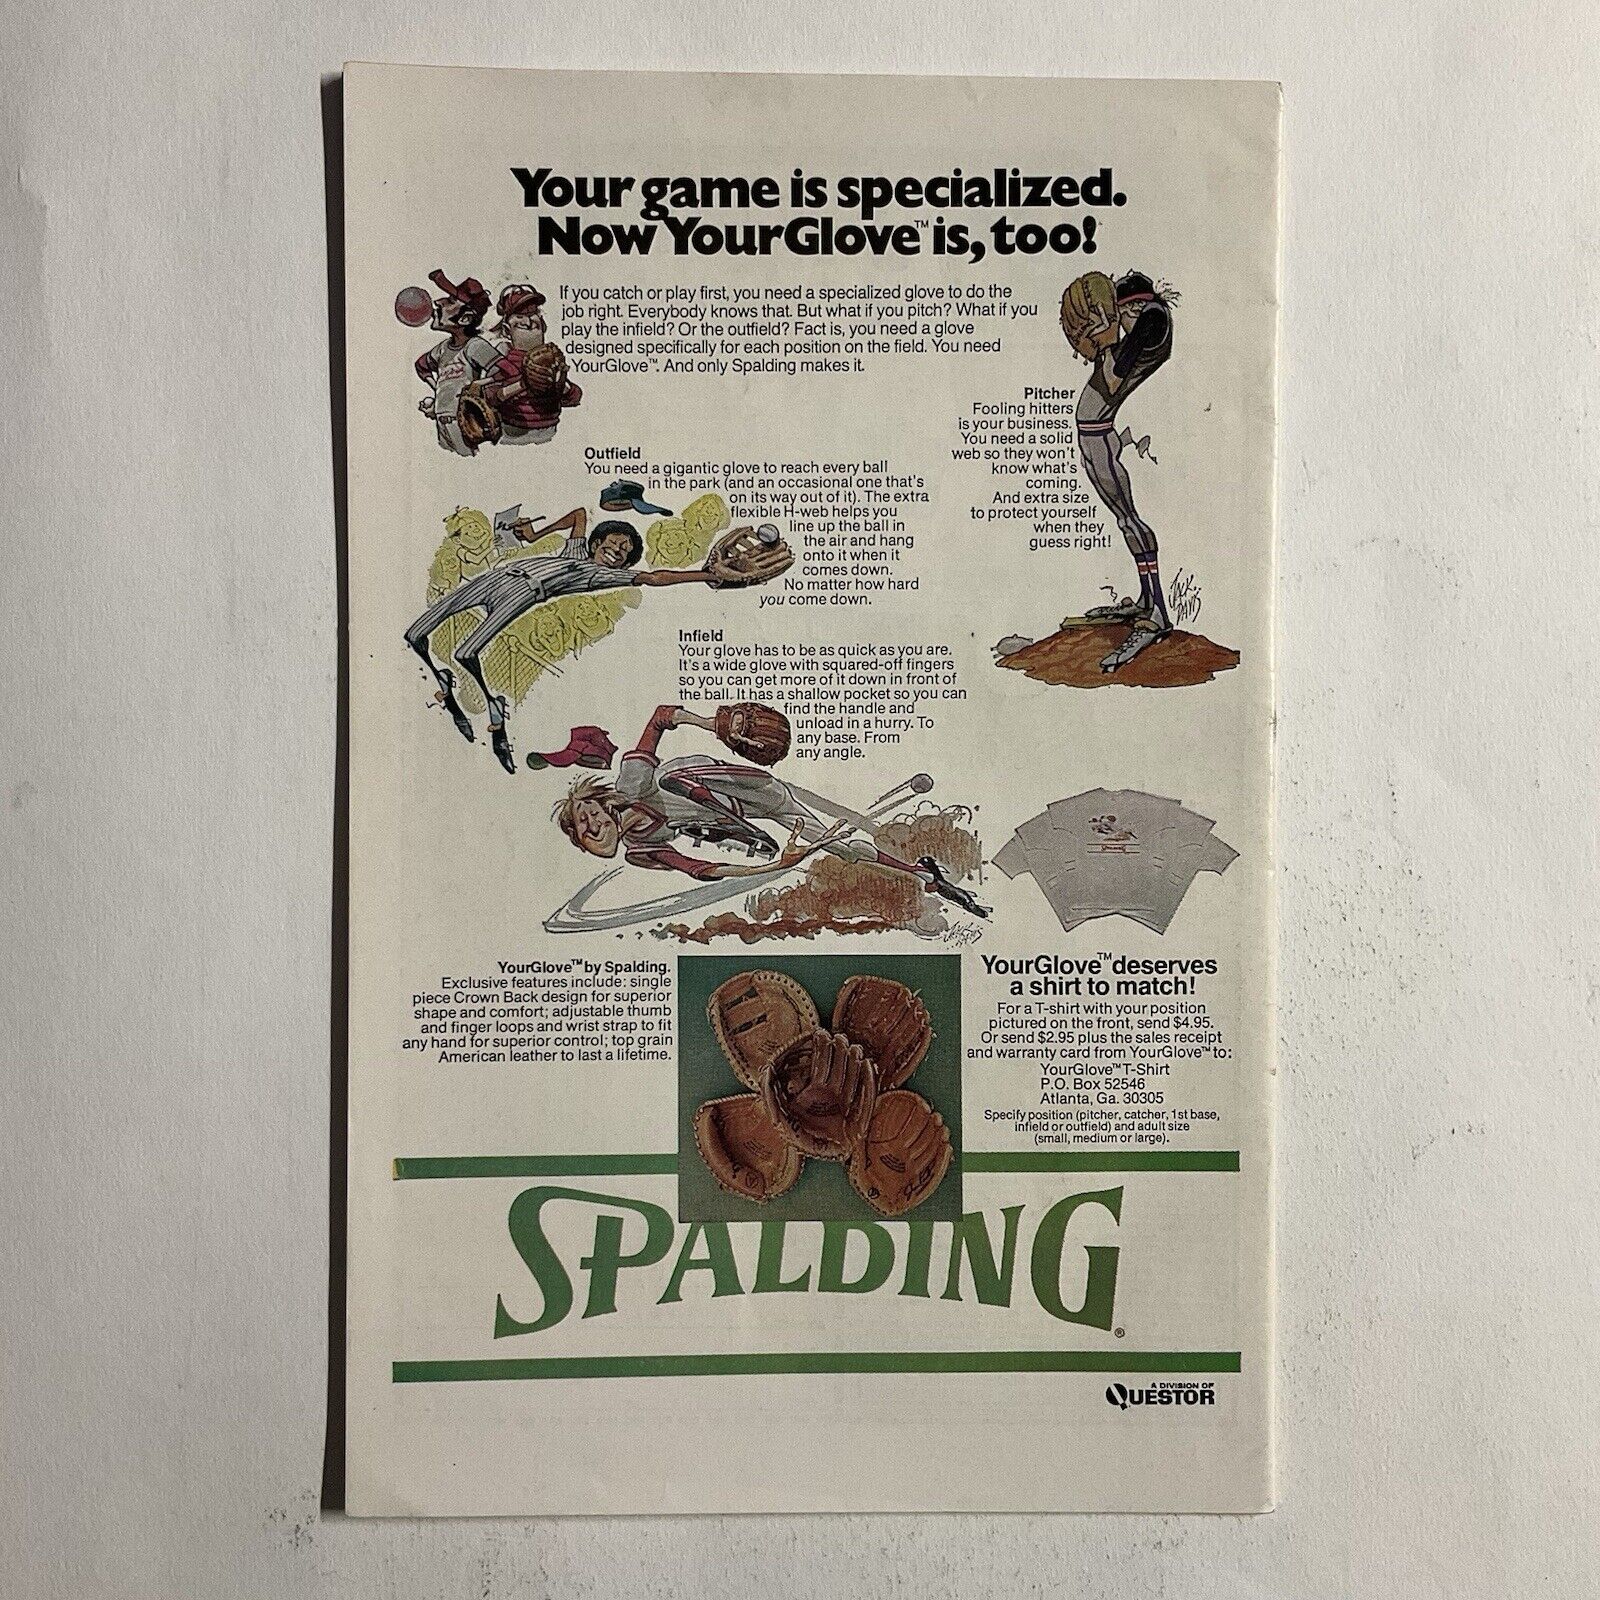 Your game is specialized.
Now YourGlove™ is, too!
If you catch or play first, you need a specialized glove to do the
job right. Everybody knows that. But what if you pitch? What if you
play the infield? Or the outfield? Fact is, you need a glove
designed specifically for each position on the field. You need
YourGlove™. And only Spalding makes it.
Pitcher
Fooling hitters
is your business.
You need a solid
web so they won't
know what's
coming.
And extra size
to protect yourself
when they
guess right!
JACK
DAVIS
Outfield
You need a gigantic glove to reach every ball
in the park (and an occasional one that's
on its way out of it). The extra
flexible H-web helps you
line up the ball in
the air and hang
onto it when it
comes down.
No matter how hard
you come down.
Infield
Your glove has to be as quick as you are.
It's a wide glove with squared-off fingers
so you can get more of it down in front of
the ball. It has a shallow pocket so you can
find the handle and
unload in a hurry. To
any base. From
any angle.
JACK DAVIS
SPALDING
YourGlove™ by Spalding.
Exclusive features include: single
piece Crown Back design for superior
shape and comfort; adjustable thumb
and finger loops and wrist strap to fit
any hand for superior control; top grain
American leather to last a lifetime.
YourGlove™ deserves
a shirt to match!
For a T-shirt with your position
pictured on the front, send $4.95.
Or send $2.95 plus the sales receipt
and warranty card from YourGlove™ to:
YourGlove™ T-Shirt
P.O. Box 52546
Atlanta, Ga. 30305
Specify position (pitcher, catcher, 1st base,
infield or outfield) and adult size
(small, medium or large).
SPALDING®
A DIVISION OF
QUESTOR